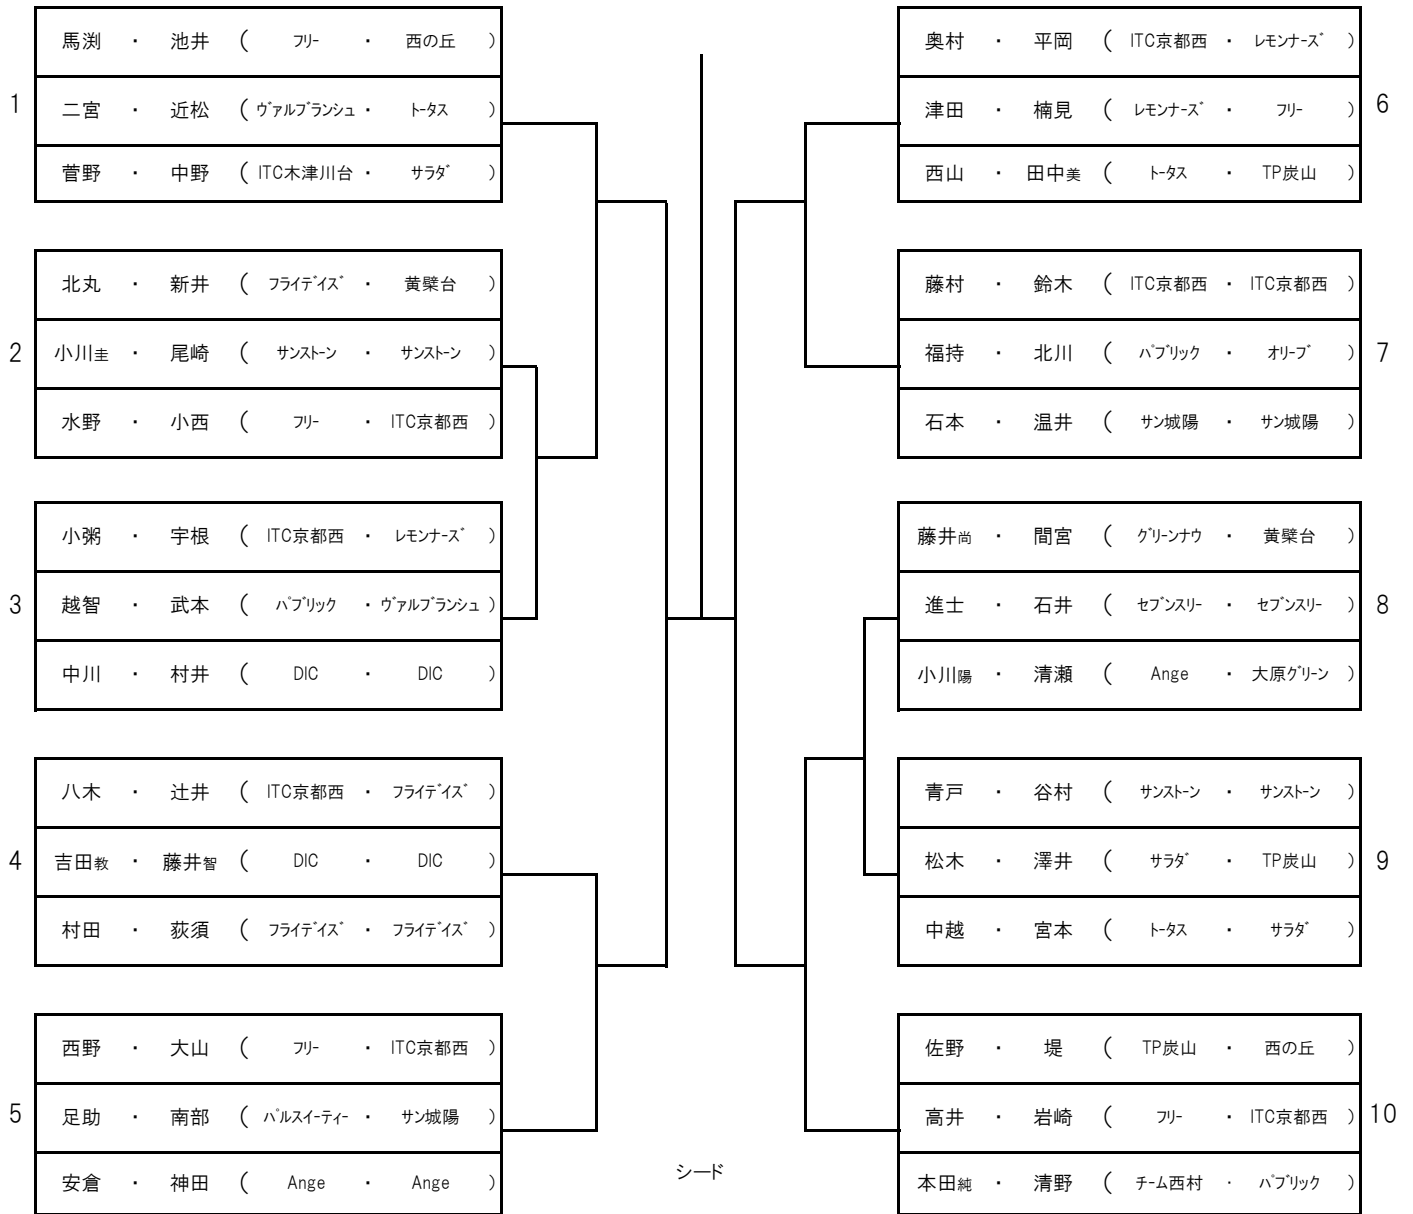 馬渕 ・ 池井 ( フリー ・ 西の丘 )
1
二宮 ・ 近松 ( ヴァルブランシュ ・ トータス )
菅野 ・ 中野 ( ITC木津川台 ・ サラダ )
北丸 ・ 新井 ( フライデイズ ・ 黄檗台 )
2
小川圭 ・ 尾崎 ( サンストーン ・ サンストーン )
水野 ・ 小西 ( フリー ・ ITC京都西 )
小粥 ・ 宇根 ( ITC京都西 ・ レモンナーズ )
3
越智 ・ 武本 ( パブリック ・ ヴァルブランシュ )
中川 ・ 村井 ( DIC ・ DIC )
八木 ・ 辻井 ( ITC京都西 ・ フライデイズ )
4
吉田教 ・ 藤井智 ( DIC ・ DIC )
村田 ・ 荻須 ( フライデイズ ・ フライデイズ )
西野 ・ 大山 ( フリー ・ ITC京都西 )
5
足助 ・ 南部 ( パルスイーティー ・ サン城陽 )
安倉 ・ 神田 ( Ange ・ Ange )
シード
奥村 ・ 平岡 ( ITC京都西 ・ レモンナーズ )
津田 ・ 楠見 ( レモンナーズ ・ フリー )
6
西山 ・ 田中美 ( トータス ・ TP炭山 )
藤村 ・ 鈴木 ( ITC京都西 ・ ITC京都西 )
福持 ・ 北川 ( パブリック ・ オリーブ )
7
石本 ・ 温井 ( サン城陽 ・ サン城陽 )
藤井尚 ・ 間宮 ( グリーンナウ ・ 黄檗台 )
進士 ・ 石井 ( セブンスリー ・ セブンスリー )
8
小川陽 ・ 清瀬 ( Ange ・ 大原グリーン )
青戸 ・ 谷村 ( サンストーン ・ サンストーン )
松木 ・ 澤井 ( サラダ ・ TP炭山 )
9
中越 ・ 宮本 ( トータス ・ サラダ )
佐野 ・ 堤 ( TP炭山 ・ 西の丘 )
高井 ・ 岩崎 ( フリー ・ ITC京都西 )
10
本田純 ・ 清野 ( チーム西村 ・ パブリック )